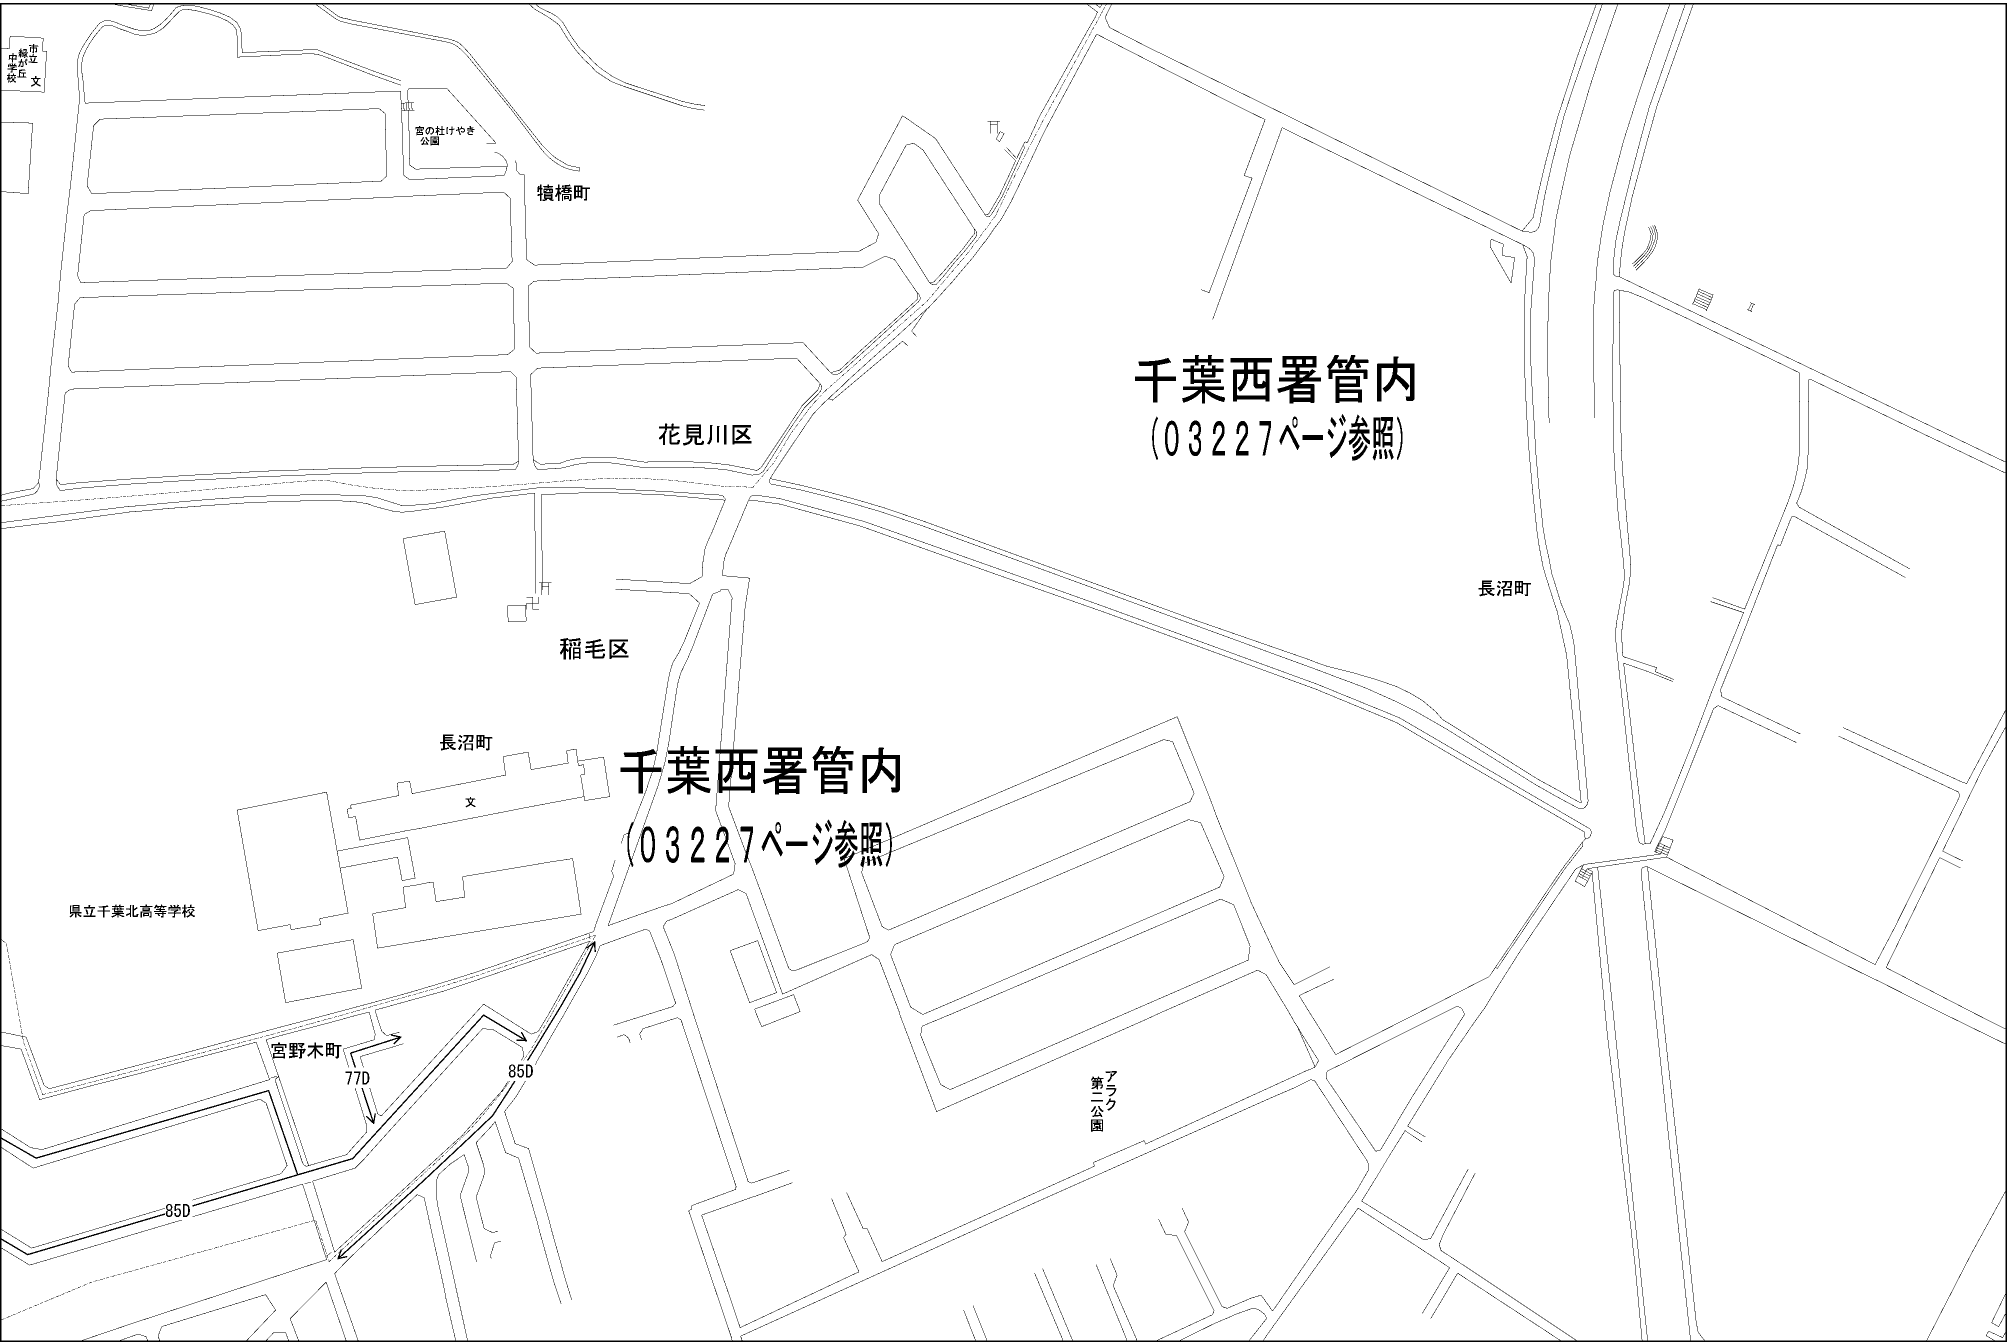 市立
緑が丘
中学校
文
宮の杜けやき
公園
犢橋町
千葉西署管内
(03227ページ参照)
花見川区
長沼町
稲毛区
長沼町
千葉西署管内
(03227ページ参照)
文
県立千葉北高等学校
宮野木町
77D
85D
アラク
第二公園
85D